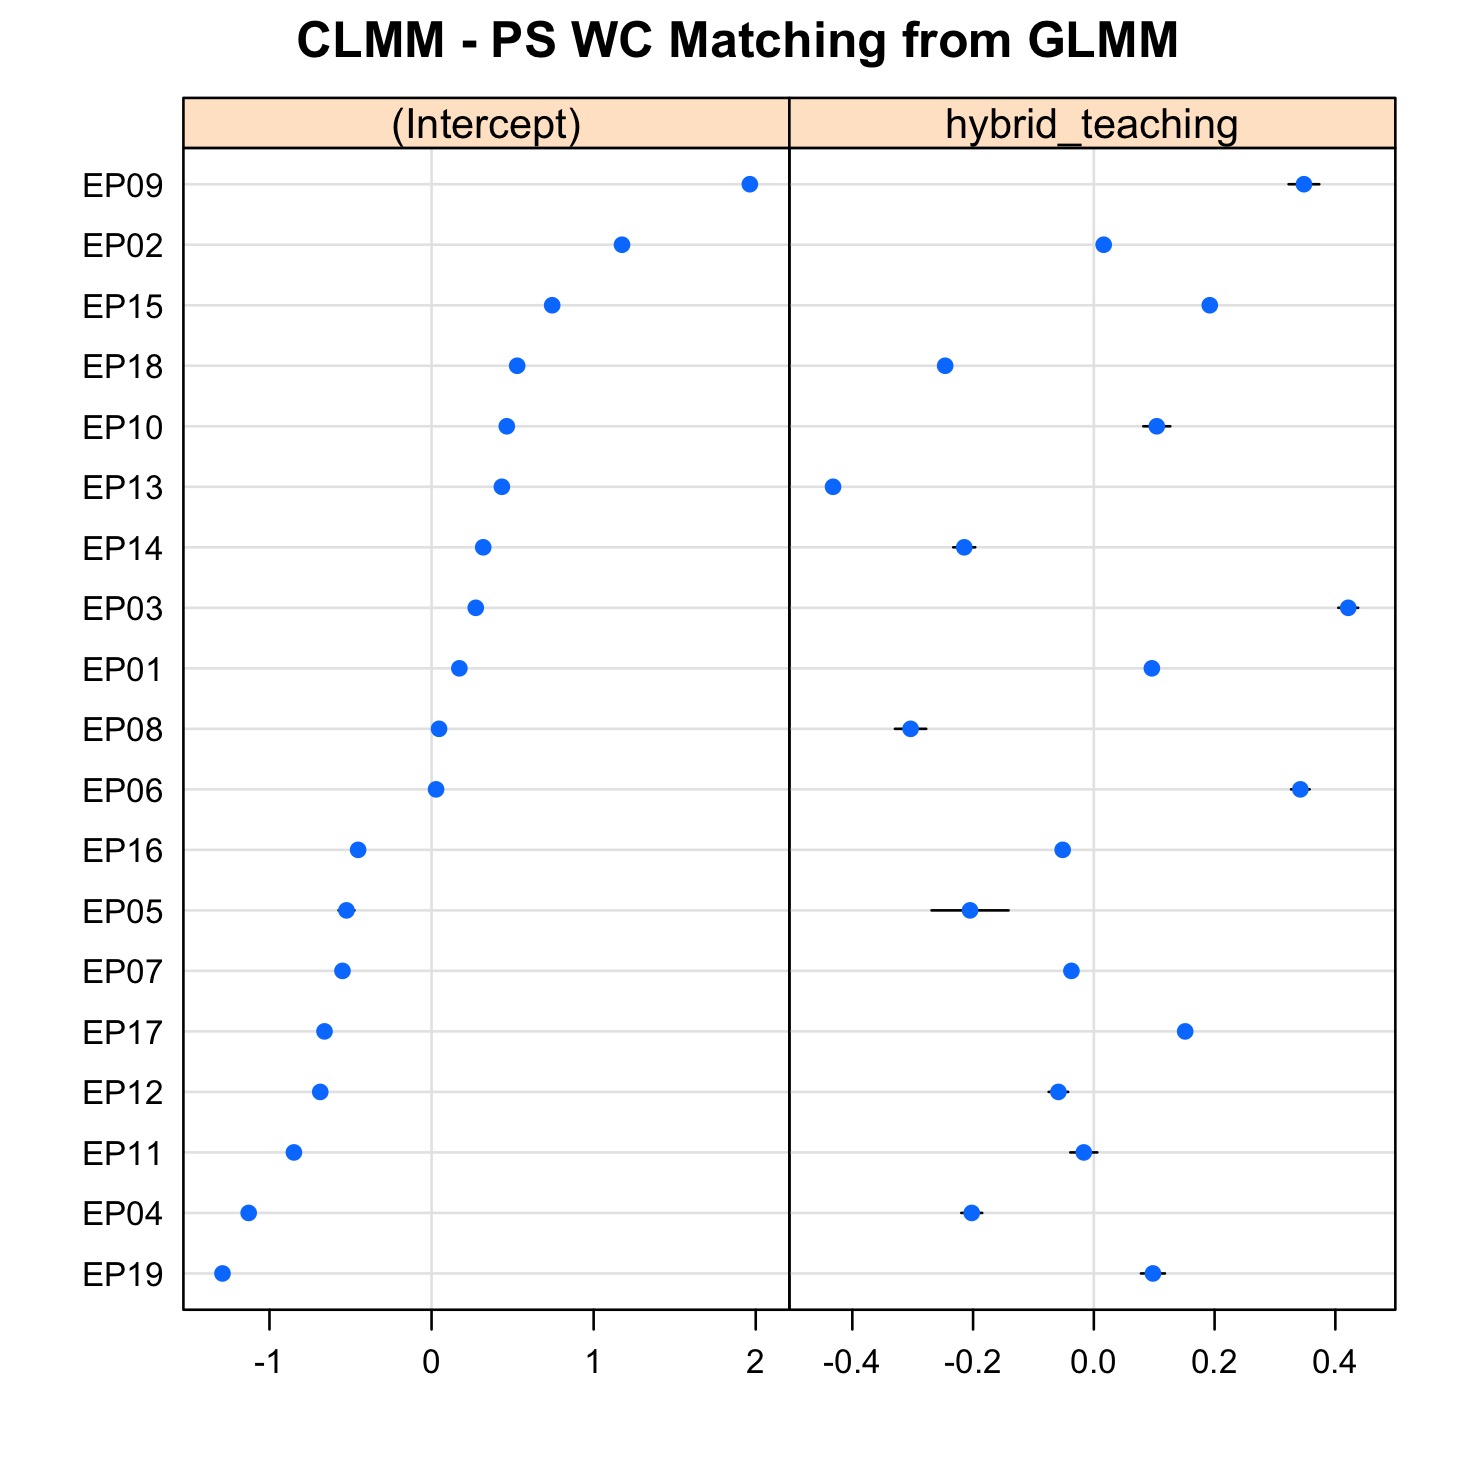 CLMM - PS WC Matching from GLMM
(Intercept) hybrid_teaching
EP09
EP02
EP15
EP18
EP10
EP13
EP14
EP03
EP01
EP08
EP06
EP16
EP05
EP07
EP17
EP12
EP11
EP04
EP19
-1 0 1 2 -0.4 -0.2 0.0 0.2 0.4